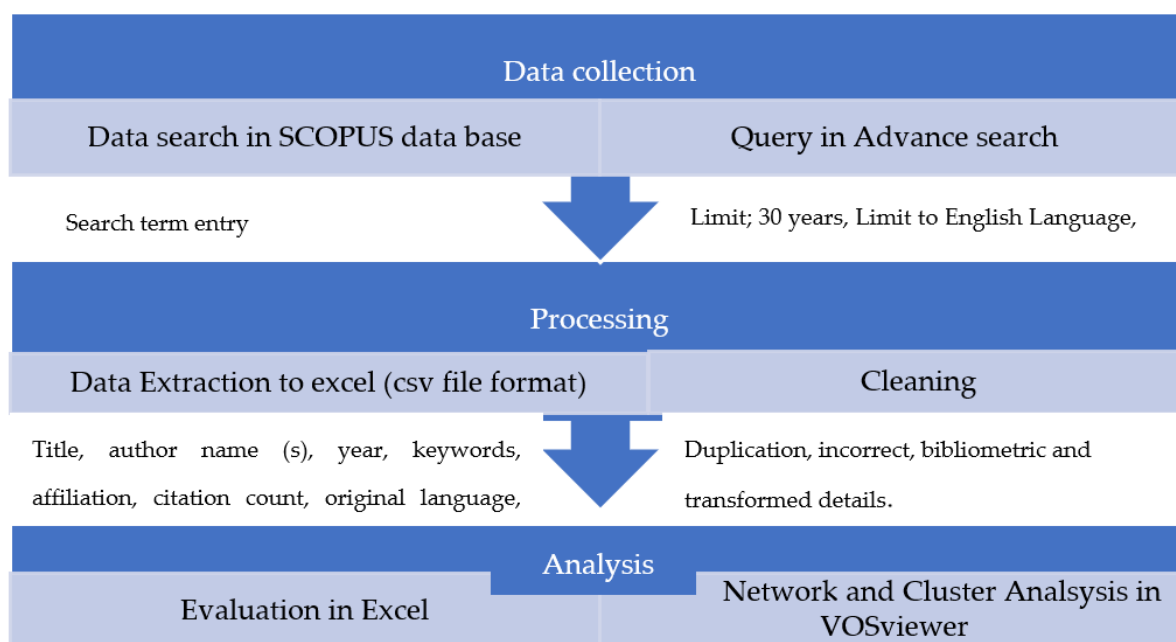 Data collection
Data search in SCOPUS data base
Query in Advance search
Search term entry
Limit; 30 years, Limit to English Language,
Processing
Data Extraction to excel (csv file format)
Cleaning
Title, author name (s), year, keywords,
affiliation, citation count, original language,
Duplication, incorrect, bibliometric and
transformed details.
Analysis
Evaluation in Excel
Network and Cluster Analsysis in
VOSviewer